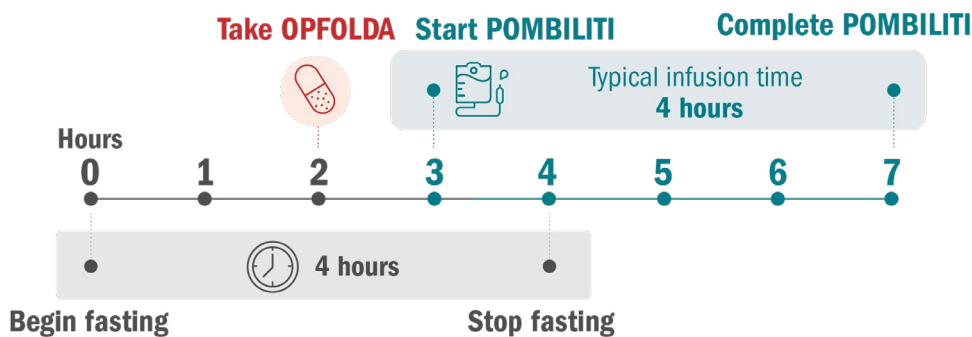 Take OPFOLDA Start POMBILITI Complete POMBILITI
Typical infusion time
4 hours
Hours
0 1 2 3 4 5 6 7
4 hours
Begin fasting Stop fasting